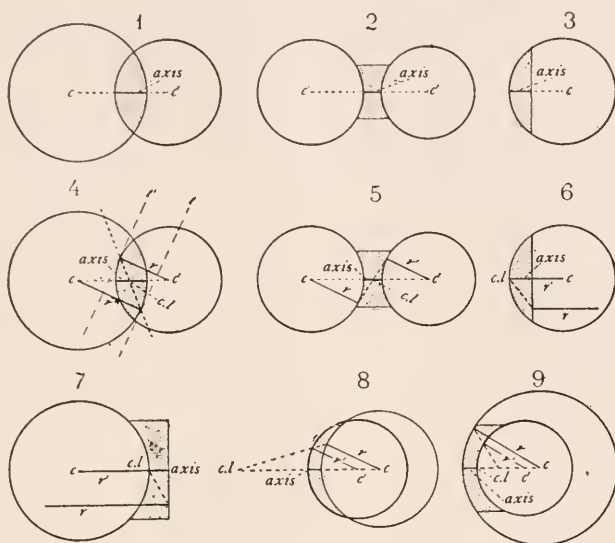 1 2 3
axis axis axis
c c' c c' c
4 5 6
l' l
axis r' axis r' axis
c c' c c' c.l c
r c.l r c.l r' r
7 8 9
c c.l axis c.l r r r' r
r' axis c' c c.l c' c
r axis